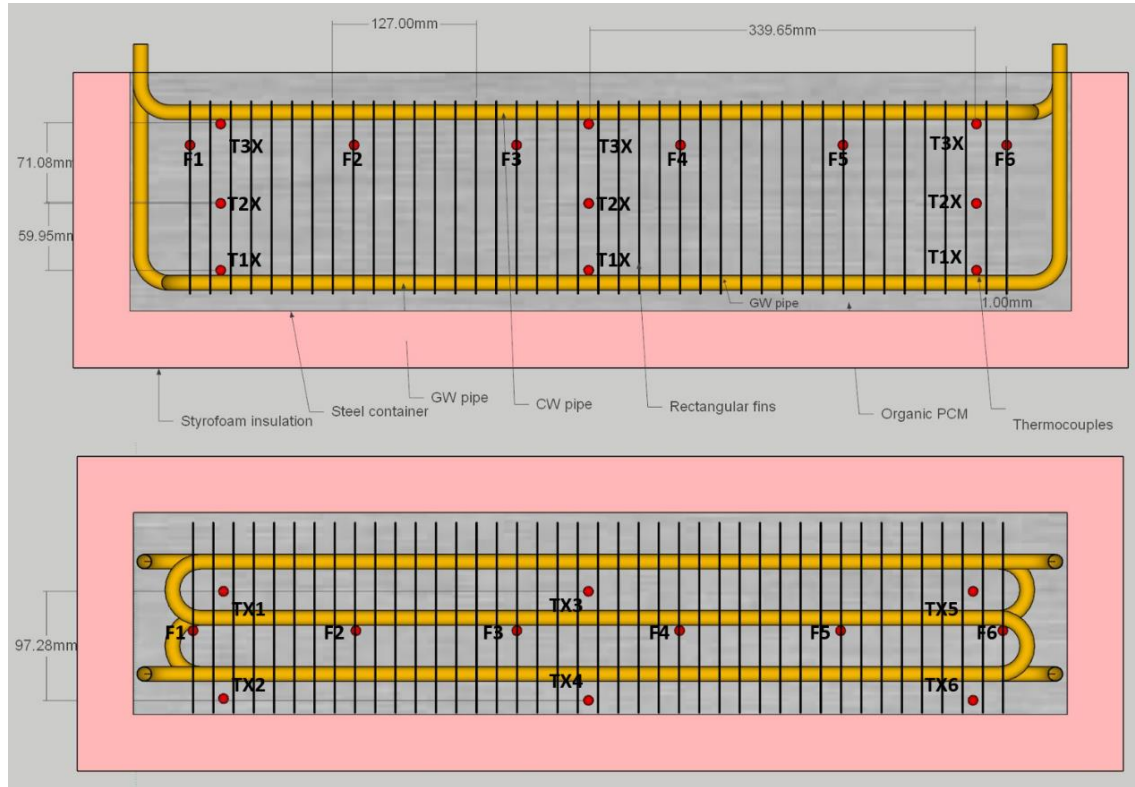 127.00mm
339.65mm
71.08mm
59.95mm
T3X
T3X
T3X
F1
F2
F3
F4
F5
F6
T2X
T2X
T2X
T1X
T1X
T1X
GW pipe
1.00mm
GW pipe
CW pipe
Rectangular fins
Steel container
Organic PCM
Styrofoam insulation
Thermocouples
97.28mm
TX1
TX3
TX5
F1
F2
F3
F4
F5
F6
TX2
TX4
TX6